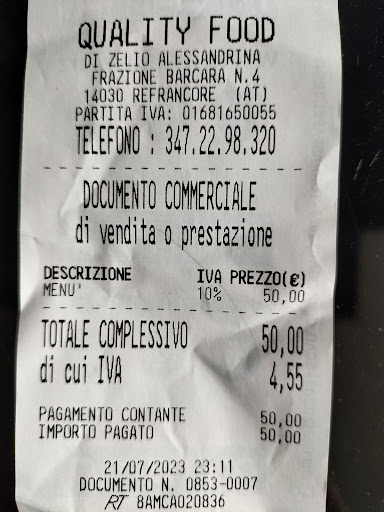 QUALITY FOOD
DI ZELIO ALESSANDRINA
FRAZIONE BARCARA N.4
14030 REFRANCORE (AT)
PARTITA IVA: 01681650055
TELEFONO : 347.22.98.320
DOCUMENTO COMMERCIALE
di vendita o prestazione
DESCRIZIONE IVA PREZZO(€)
MENU' 10% 50,00
TOTALE COMPLESSIVO 50,00
di cui IVA 4,55
PAGAMENTO CONTANTE 50,00
IMPORTO PAGATO 50,00
21/07/2023 23:11
DOCUMENTO N. 0853-0007
RT 8AMCA020836